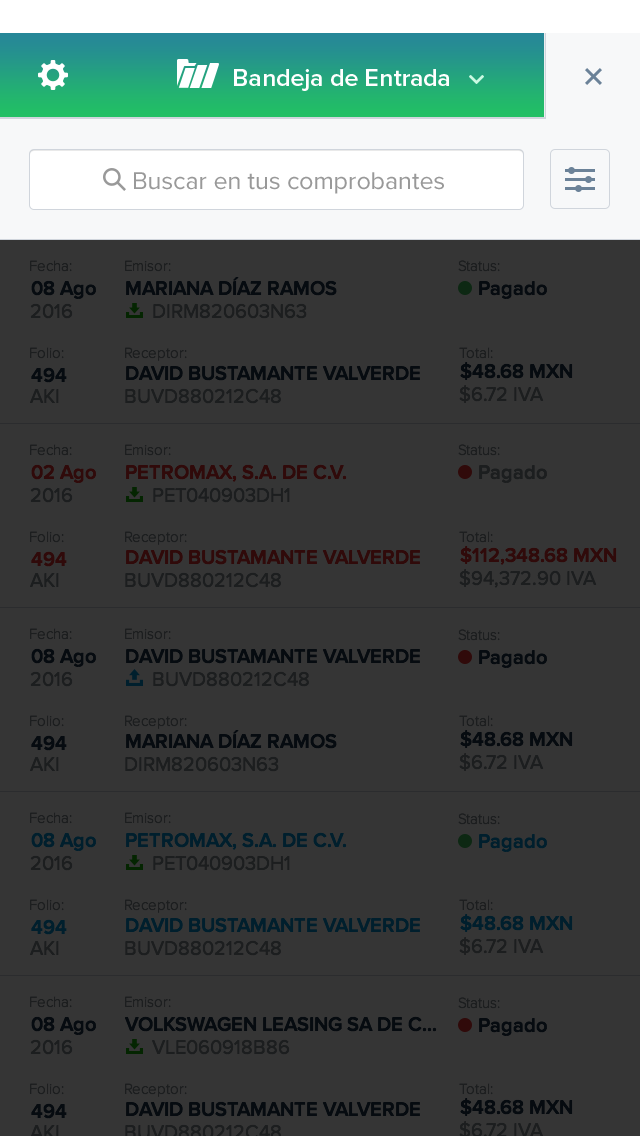 Bandeja de Entrada
Buscar en tus comprobantes
Fecha: Emisor: Status:
08 Ago MARIANA DÍAZ RAMOS Pagado
2016 DIRM820603N63
Folio: Receptor: Total:
494 DAVID BUSTAMANTE VALVERDE $48.68 MXN
AKI BUVD880212C48 $6.72 IVA
Fecha: Emisor: Status:
02 Ago PETROMAX, S.A. DE C.V. Pagado
2016 PET040903DH1
Folio: Receptor: Total:
494 DAVID BUSTAMANTE VALVERDE $112,348.68 MXN
AKI BUVD880212C48 $94,372.90 IVA
Fecha: Emisor: Status:
08 Ago DAVID BUSTAMANTE VALVERDE Pagado
2016 BUVD880212C48
Folio: Receptor: Total:
494 MARIANA DÍAZ RAMOS $48.68 MXN
AKI DIRM820603N63 $6.72 IVA
Fecha: Emisor: Status:
08 Ago PETROMAX, S.A. DE C.V. Pagado
2016 PET040903DH1
Folio: Receptor: Total:
494 DAVID BUSTAMANTE VALVERDE $48.68 MXN
AKI BUVD880212C48 $6.72 IVA
Fecha: Emisor: Status:
08 Ago VOLKSWAGEN LEASING SA DE C... Pagado
2016 VLE060918B86
Folio: Receptor: Total:
494 DAVID BUSTAMANTE VALVERDE $48.68 MXN
AKI BUVD880212C48 $6.72 IVA